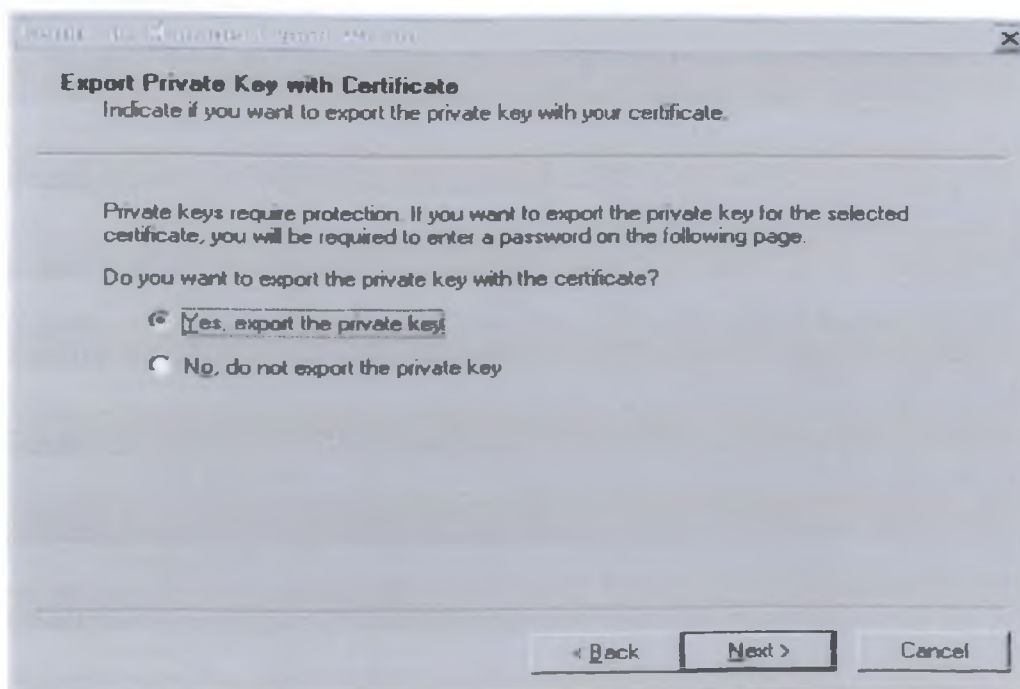 Export Private Key with Certificate
Indicate if you want to export the private key with your certificate.
Private keys require protection. If you want to export the private key for the selected
certificate, you will be required to enter a password on the following page.
Do you want to export the private key with the certificate?
Yes, export the private key
No, do not export the private key
< Back
Next >
Cancel